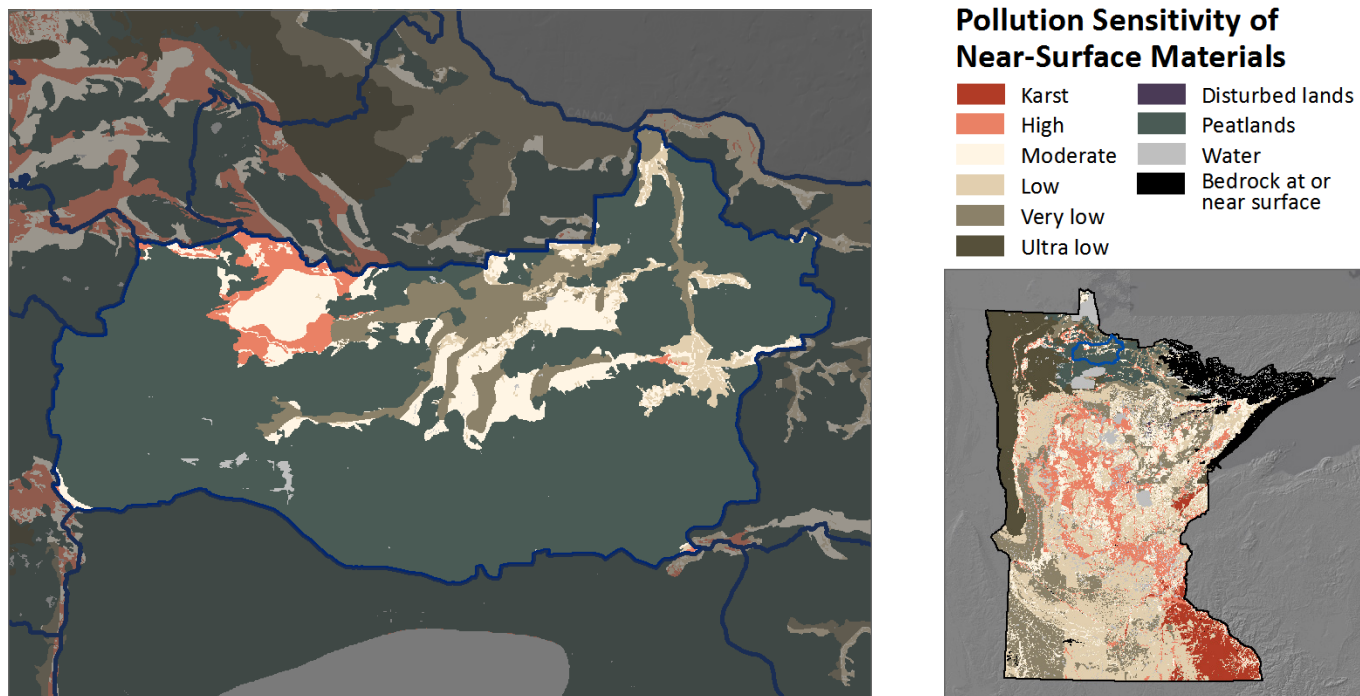 Pollution Sensitivity of
Near-Surface Materials
Karst
High
Moderate
Low
Very low
Ultra low
Disturbed lands
Peatlands
Water
Bedrock at or
near surface
CANADA